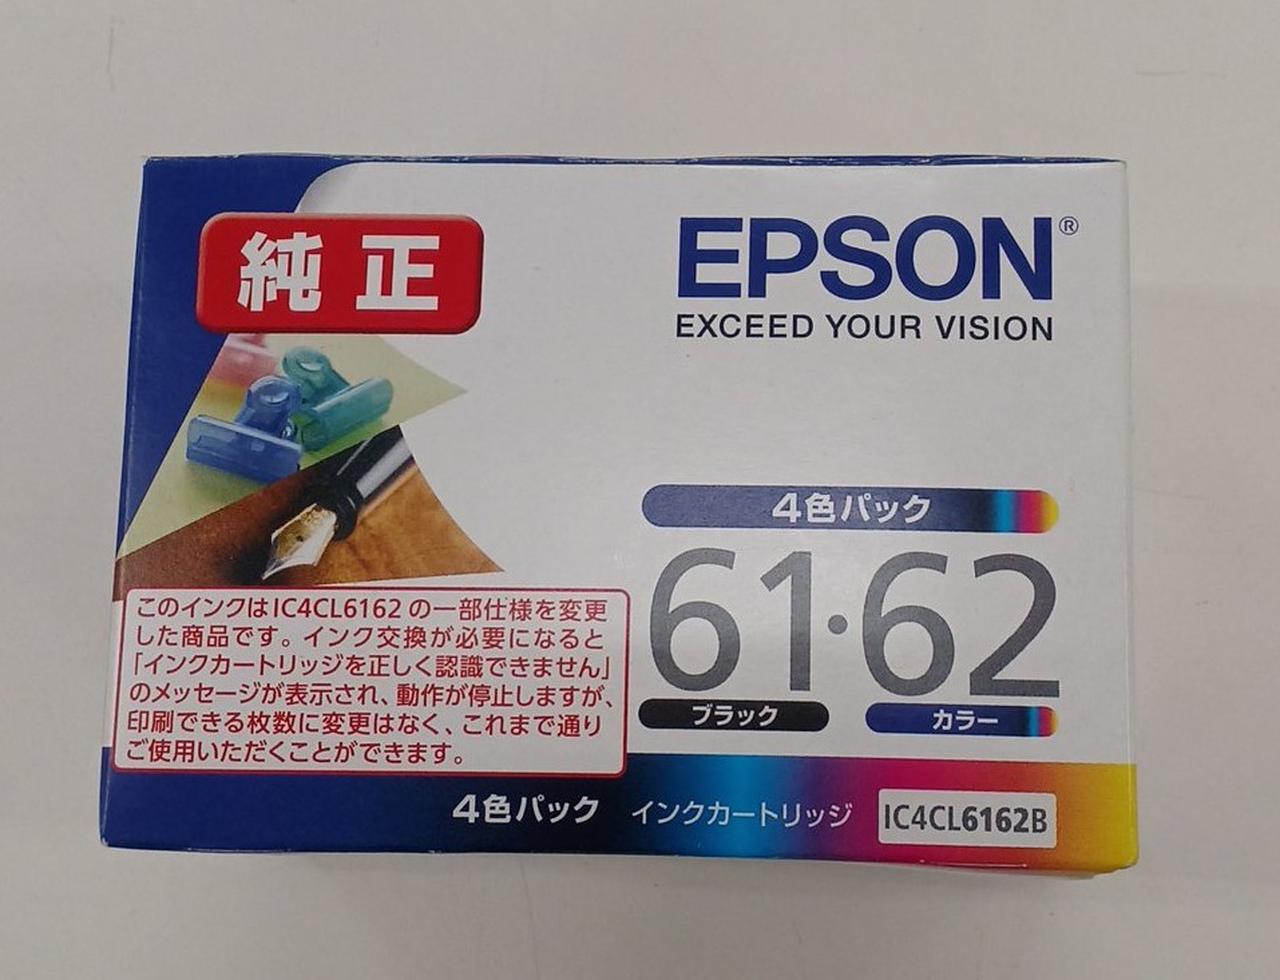 純正
EPSON®
EXCEED YOUR VISION
4色パック
61・62
ブラック
カラー
このインクはIC4CL6162の一部仕様を変更
した商品です。インク交換が必要になると
「インクカートリッジを正しく認識できません」
のメッセージが表示され、動作が停止しますが、
印刷できる枚数に変更はなく、これまで通り
ご使用いただくことができます。
4色パック インクカートリッジ IC4CL6162B